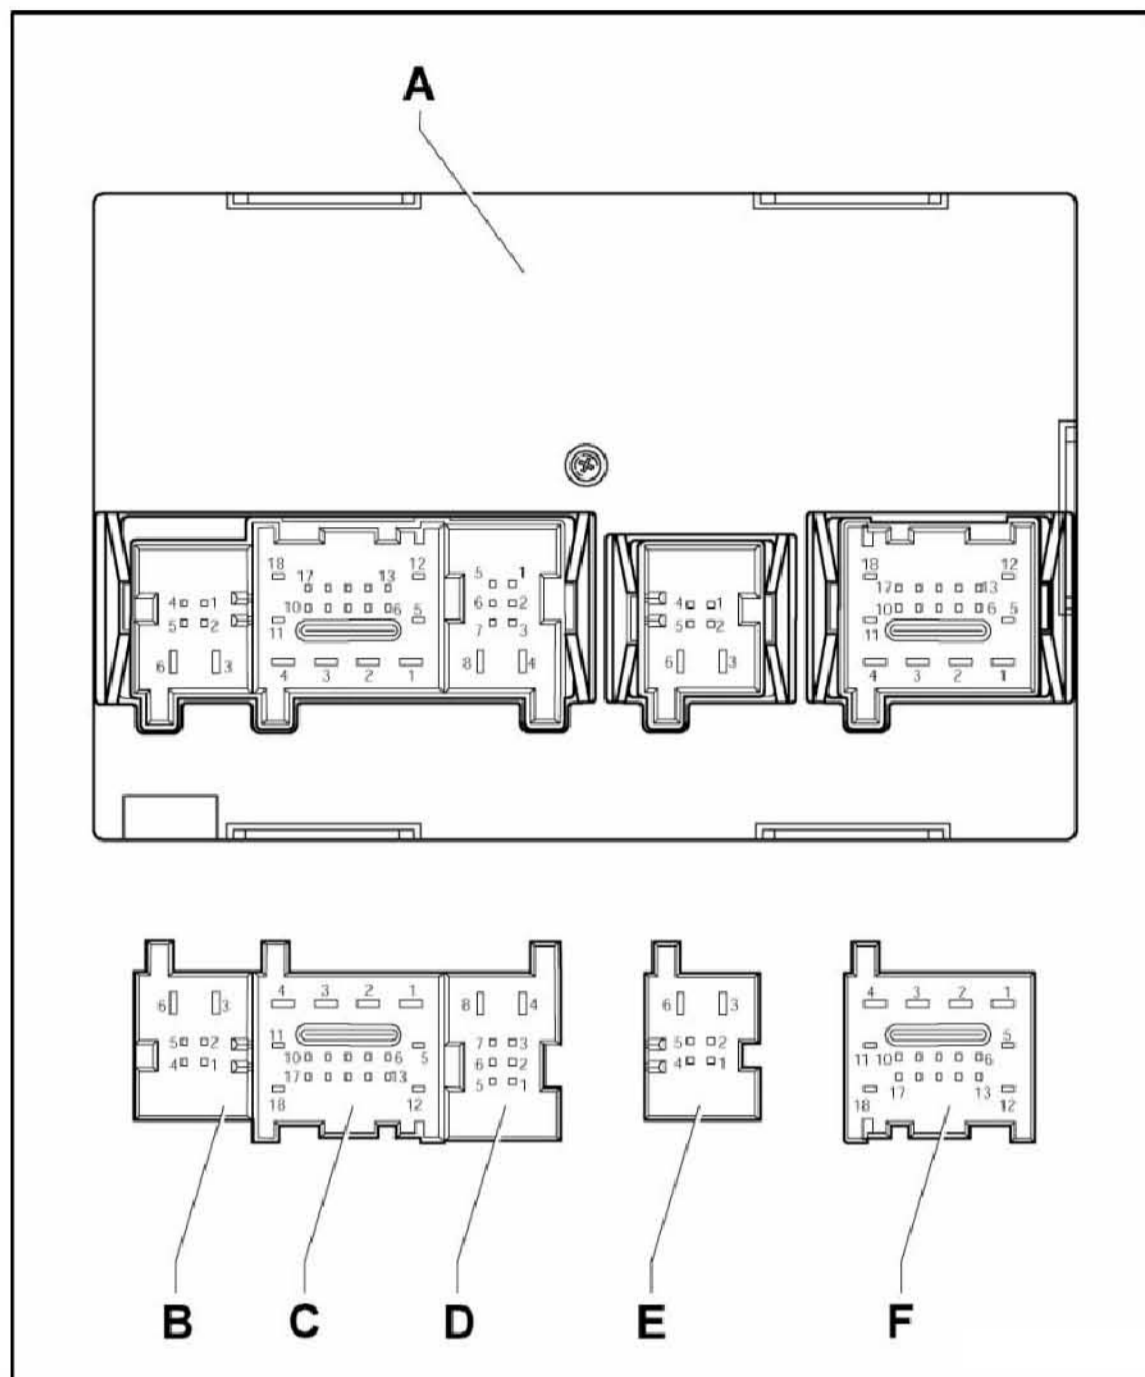 A
18 17 13 12 5 1
4 1 10 6 5 6 2 4 1 18 17 13 12
5 2 11 7 3 5 2 10 6 5
6 3 8 4 6 3 11
4 3 2 1 4 3 2 1
6 3 4 3 2 1 8 4 6 3 4 3 2 1
5 2 11 7 3 5 2 5
4 1 10 6 5 6 2 4 1 11 10 6
17 13 5 1 17 13
18 12 18 12
B C D E F